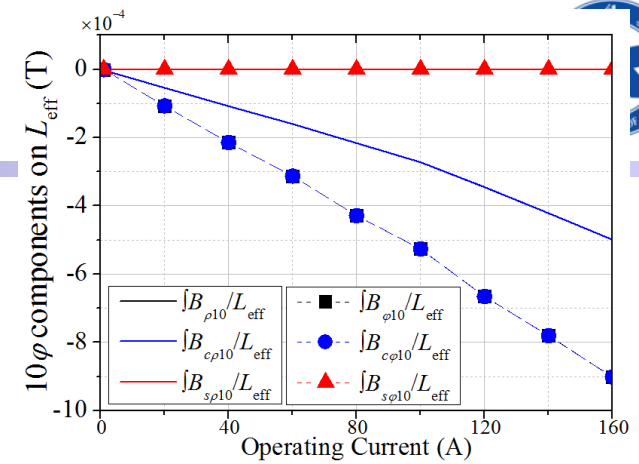 ×10⁻⁴
0
-2
-4
-6
-8
-10
10φ components on L_eff (T)
∫B_ρ10/L_eff
∫B_cρ10/L_eff
∫B_sρ10/L_eff
∫B_φ10/L_eff
∫B_cφ10/L_eff
∫B_sφ10/L_eff
0 40 80 120 160
Operating Current (A)